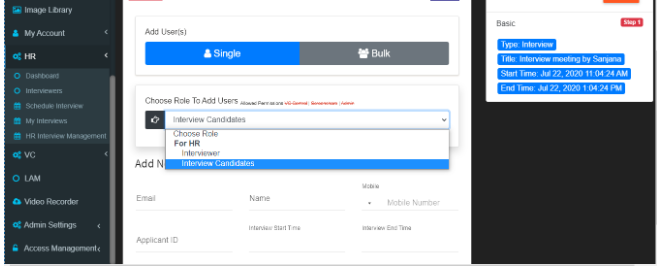 Image Library
My Account
HR
Dashboard
Interviewers
Schedule Interview
My Interviews
HR Interview Management
VC
LAM
Video Recorder
Admin Settings
Access Management
Add User(s)
Single
Bulk
Choose Role To Add Users Allowed Permissions VC Control | Screenshare | Admin
Interview Candidates
Choose Role
For HR
Interviewer
Interview Candidates
Add N
Email
Name
Mobile
Mobile Number
Applicant ID
Interview Start Time
Interview End Time
Basic
Step 1
Type: Interview
Title: Interview meeting by Sanjana
Start Time: Jul 22, 2020 11:04:24 AM
End Time: Jul 22, 2020 1:04:24 PM